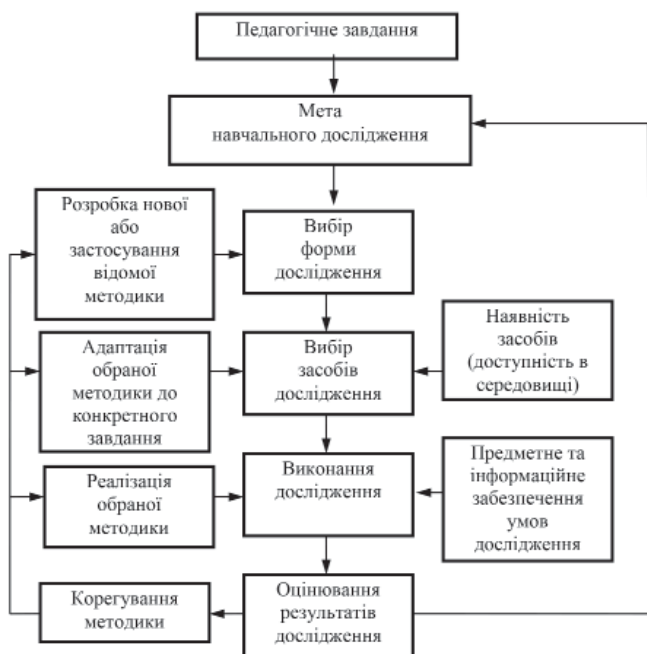 Педагогічне завдання
Мета
навчального дослідження
Розробка нової
або
застосування
відомої
методики
Вибір
форми
дослідження
Адаптація
обраної
методики до
конкретного
завдання
Вибір
засобів
дослідження
Наявність
засобів
(доступність в
середовищі)
Реалізація
обраної
методики
Виконання
дослідження
Предметне та
інформаційне
забезпечення
умов
дослідження
Корегування
методики
Оцінювання
результатів
дослідження